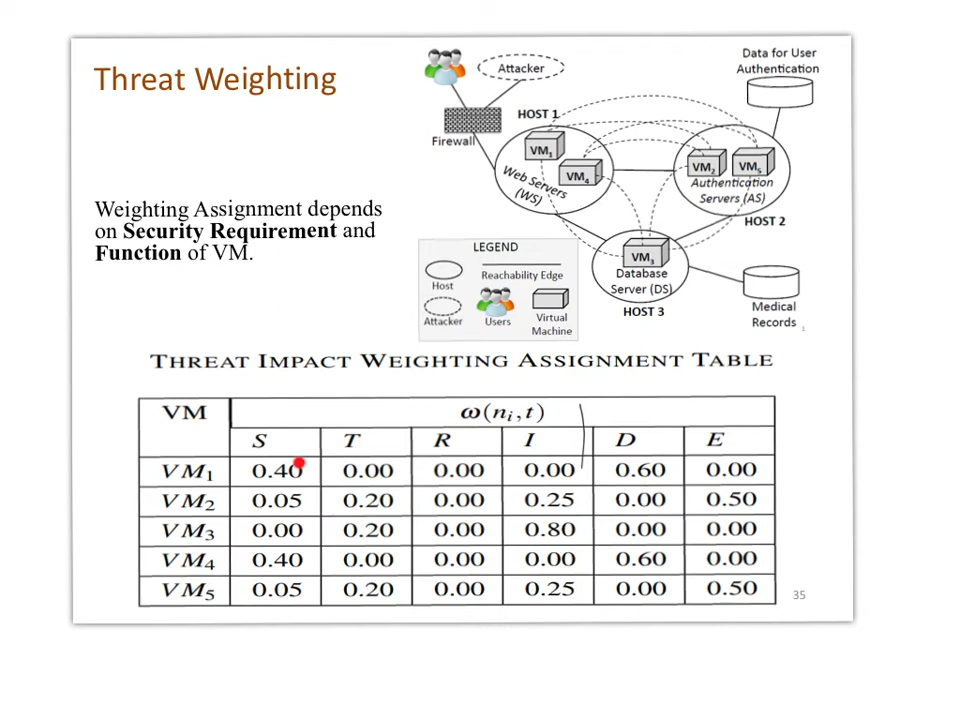 Threat Weighting
Weighting Assignment depends
on Security Requirement and
Function of VM.
Attacker
Data for User
Authentication
HOST 1
Firewall
VM1
VM4
Web Servers
(WS)
VM2
VM5
Authentication
Servers (AS)
HOST 2
VM3
Database
Server (DS)
HOST 3
Medical
Records
LEGEND
Host
Reachability Edge
Attacker
Users
Virtual
Machine
THREAT IMPACT WEIGHTING ASSIGNMENT TABLE
VM ω(ni, t)
S T R I D E
VM1 0.40 0.00 0.00 0.00 0.60 0.00
VM2 0.05 0.20 0.00 0.25 0.00 0.50
VM3 0.00 0.20 0.00 0.80 0.00 0.00
VM4 0.40 0.00 0.00 0.00 0.60 0.00
VM5 0.05 0.20 0.00 0.25 0.00 0.50
35